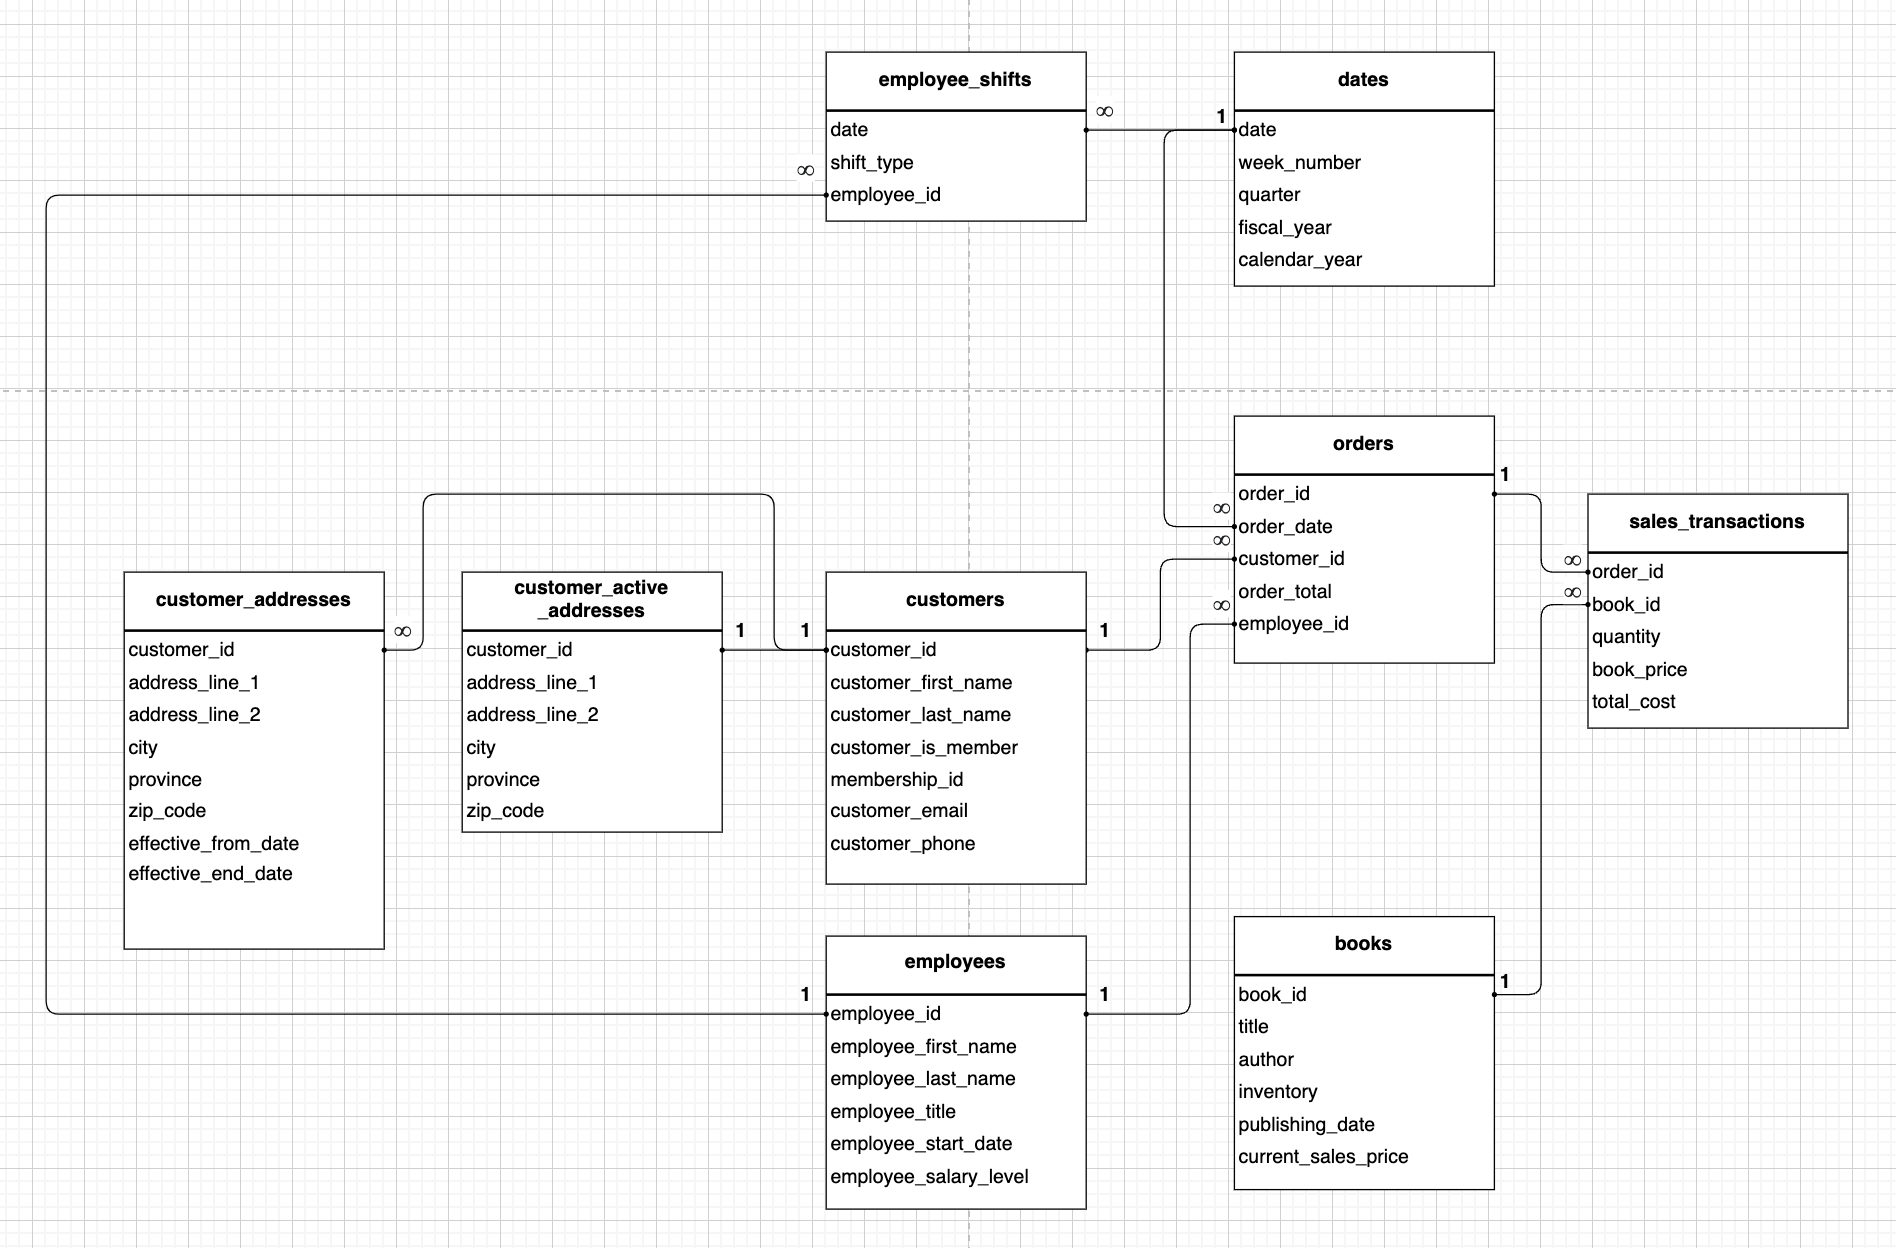 employee_shifts
∞
date
shift_type
∞
employee_id
dates
1
date
week_number
quarter
fiscal_year
calendar_year
orders
1
order_id
∞
order_date
∞
customer_id
order_total
∞
employee_id
sales_transactions
∞
order_id
∞
book_id
quantity
book_price
total_cost
customer_addresses
∞
customer_id
address_line_1
address_line_2
city
province
zip_code
effective_from_date
effective_end_date
customer_active
_addresses
1
customer_id
address_line_1
address_line_2
city
province
zip_code
customers
1
1
customer_id
customer_first_name
customer_last_name
customer_is_member
membership_id
customer_email
customer_phone
employees
1
1
employee_id
employee_first_name
employee_last_name
employee_title
employee_start_date
employee_salary_level
books
1
book_id
title
author
inventory
publishing_date
current_sales_price